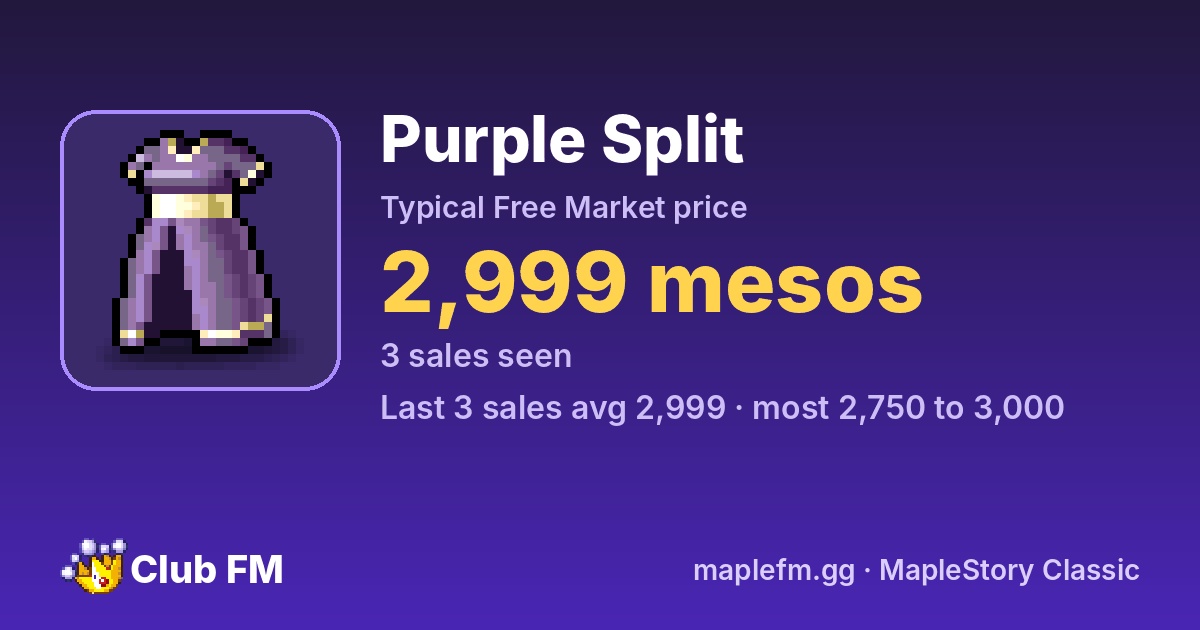 Purple Split
Typical Free Market price
2,999 mesos
3 sales seen
Last 3 sales avg 2,999 · most 2,750 to 3,000
Club FM
maplefm.gg · MapleStory Classic